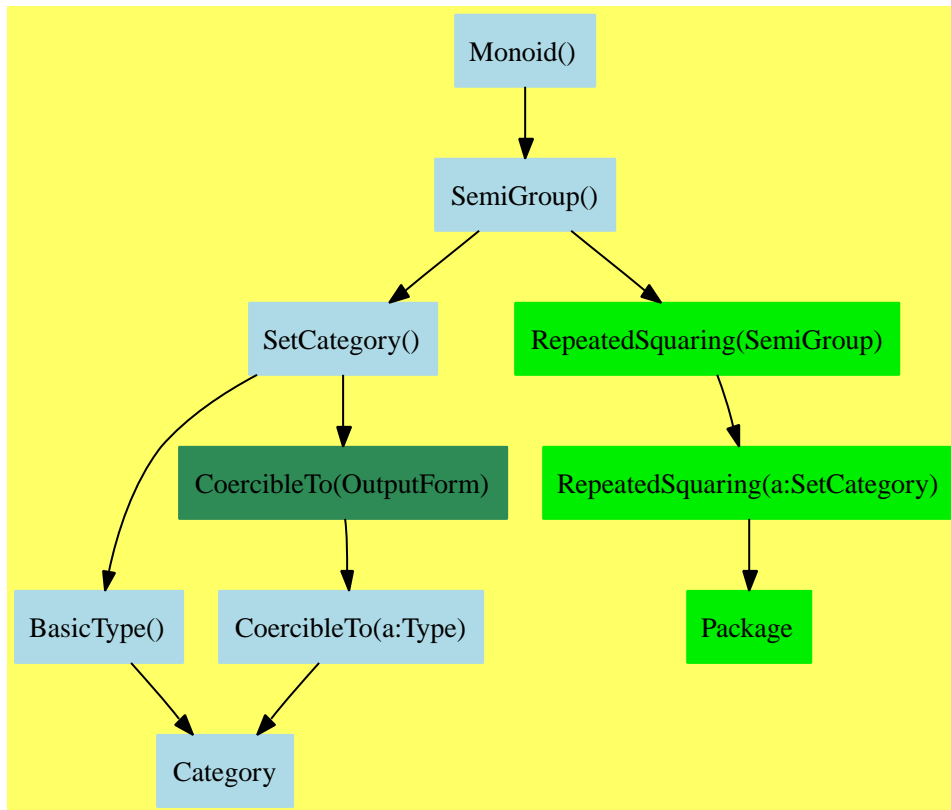 Monoid()
SemiGroup()
SetCategory()
RepeatedSquaring(SemiGroup)
CoercibleTo(OutputForm)
RepeatedSquaring(a:SetCategory)
BasicType()
CoercibleTo(a:Type)
Package
Category